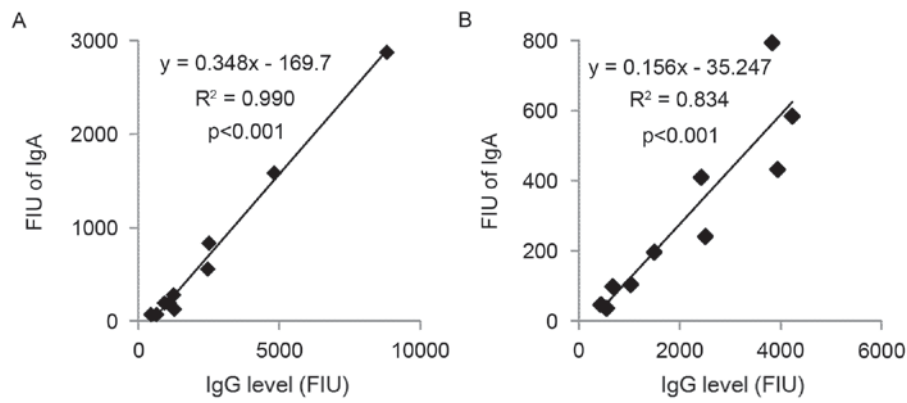 A
3000
2000
1000
0
FIU of IgA
y = 0.348x - 169.7
R² = 0.990
p<0.001
0 5000 10000
IgG level (FIU)
B
800
600
400
200
0
FIU of IgA
y = 0.156x - 35.247
R² = 0.834
p<0.001
0 2000 4000 6000
IgG level (FIU)